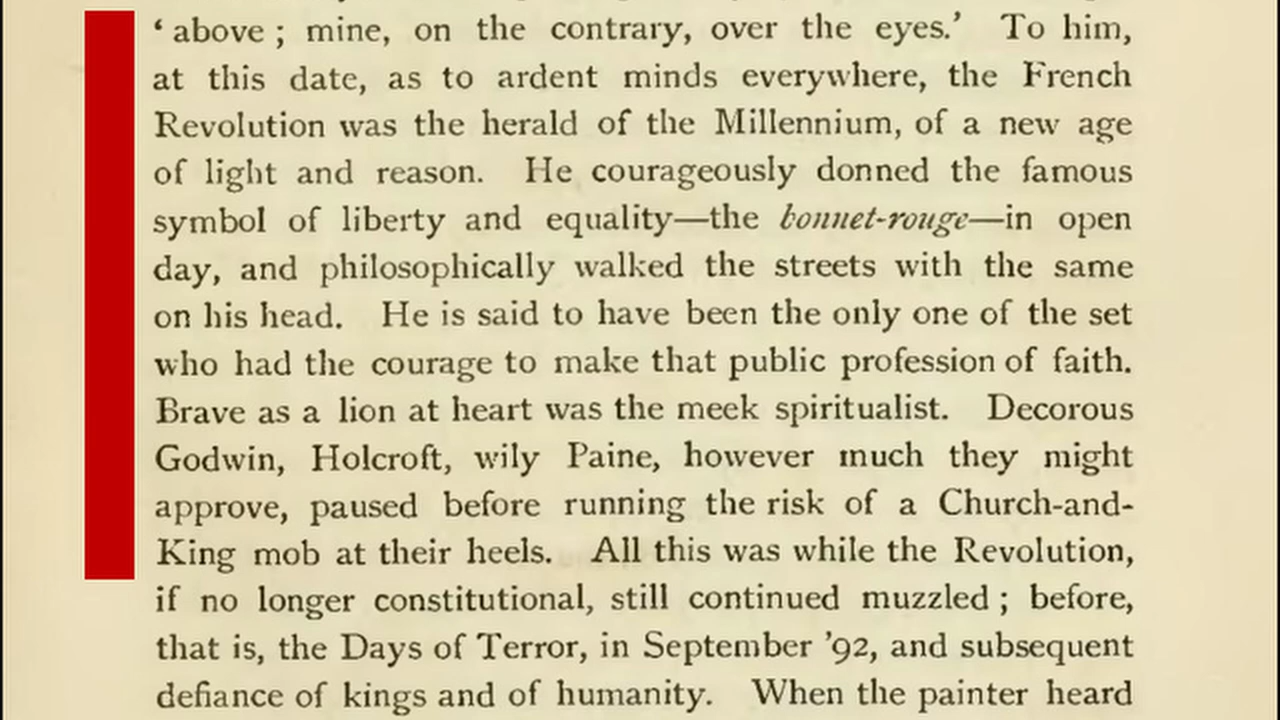 ‘ above ; mine, on the contrary, over the eyes.’ To him,
at this date, as to ardent minds everywhere, the French
Revolution was the herald of the Millennium, of a new age
of light and reason. He courageously donned the famous
symbol of liberty and equality—the bonnet-rouge—in open
day, and philosophically walked the streets with the same
on his head. He is said to have been the only one of the set
who had the courage to make that public profession of faith.
Brave as a lion at heart was the meek spiritualist. Decorous
Godwin, Holcroft, wily Paine, however much they might
approve, paused before running the risk of a Church-and-
King mob at their heels. All this was while the Revolution,
if no longer constitutional, still continued muzzled ; before,
that is, the Days of Terror, in September ’92, and subsequent
defiance of kings and of humanity. When the painter heard